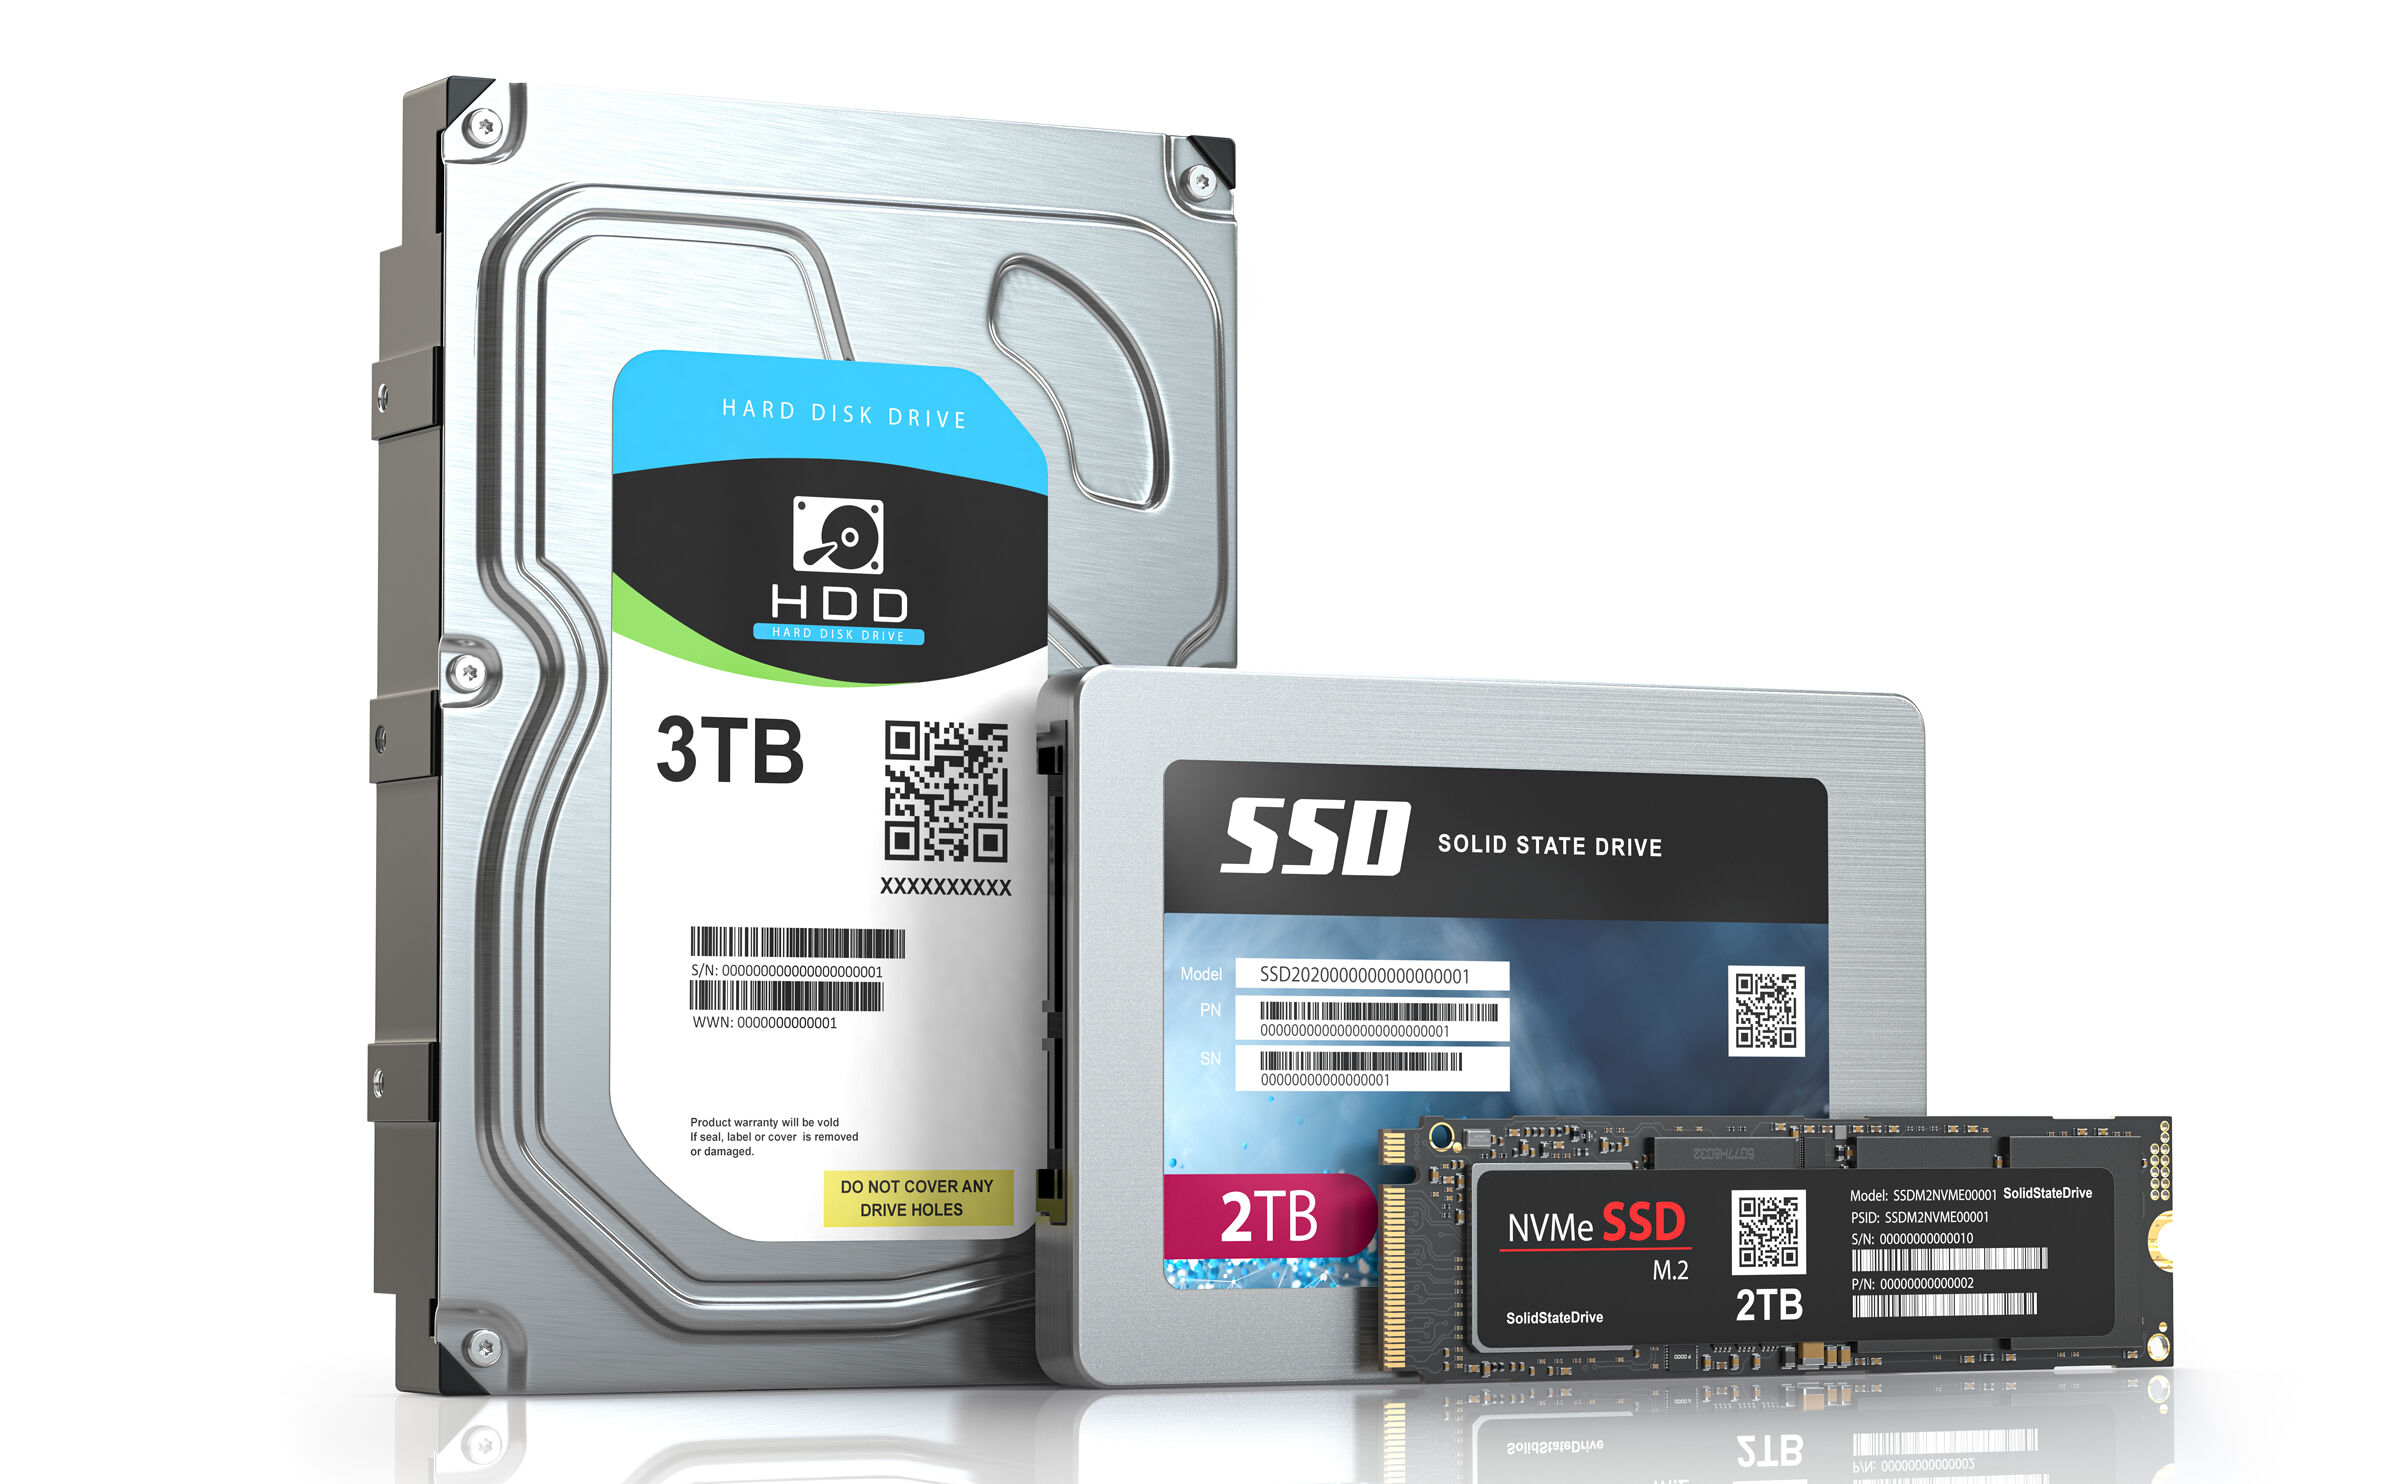 HARD DISK DRIVE
HDD
HARD DISK DRIVE
3TB
XXXXXXXXXX
S/N: 000000000000000000001
WWN: 0000000000001
Product warranty will be void
If seal, label or cover is removed
or damaged.
DO NOT COVER ANY
DRIVE HOLES
SSD SOLID STATE DRIVE
Model SSD2020000000000000001
PN
0000000000000000000000001
SN
00000000000000001
2TB
6G77H8032
NVMe SSD
M.2
SolidStateDrive
2TB
Model: SSDM2NVME00001 SolidStateDrive
PSID: SSDM2NVME00001
S/N: 00000000000010
P/N: 00000000000002